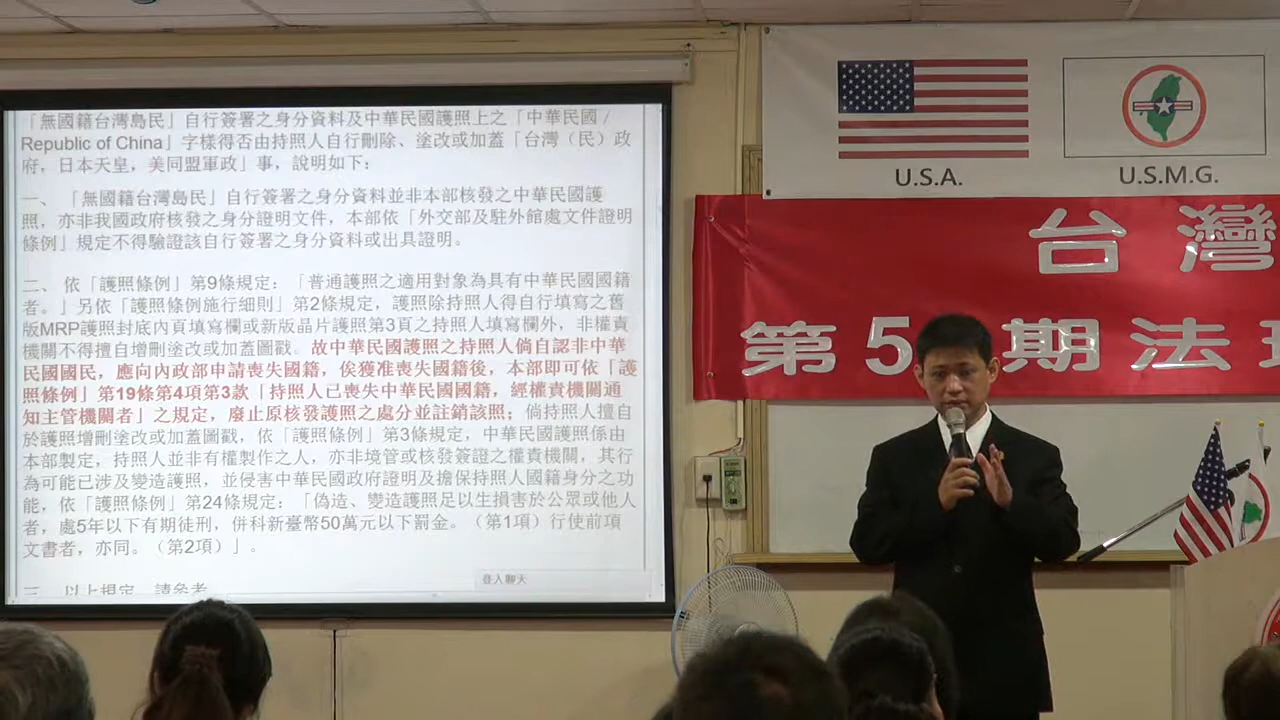 「無國籍台灣島民」自行簽署之身分資料及中華民國護照上之「中華民國 /
Republic of China」字樣得否由持照人自行刪除、塗改或加蓋「台灣（民）政
府，日本天皇，美同盟軍政」事，說明如下：
一、 「無國籍台灣島民」自行簽署之身分資料並非本部核發之中華民國護
照，亦非我國政府核發之身分證明文件，本部依「外交部及駐外館處文件證明
條例」規定不得驗證該自行簽署之身分資料或出具證明。
二、 依「護照條例」第9條規定：「普通護照之適用對象為具有中華民國國籍
者。」另依「護照條例施行細則」第2條規定，護照除持照人得自行填寫之舊
版MRP護照封底內頁填寫欄或新版晶片護照第3頁之持照人填寫欄外，非權責
機關不得擅自增刪塗改或加蓋圖戳。故中華民國護照之持照人倘自認非中華
民國國民，應向內政部申請喪失國籍，俟獲准喪失國籍後，本部即可依「護
照條例」第19條第4項第3款「持照人已喪失中華民國國籍，經權責機關通
知主管機關者」之規定，廢止原核發護照之處分並註銷該照；倘持照人擅自
於護照增刪塗改或加蓋圖戳，依「護照條例」第3條規定，中華民國護照係由
本部製定，持照人並非有權製作之人，亦非境管或核發簽證之權責機關，其行
為可能已涉及變造護照，並侵害中華民國政府證明及擔保持照人國籍身分之功
能，依「護照條例」第24條規定：「偽造、變造護照足以生損害於公眾或他人
者，處5年以下有期徒刑，併科新臺幣50萬元以下罰金。（第1項）行使前項
文書者，亦同。（第2項）」。
三、以上規定，請參考。
登入聊天
U.S.A.
U.S.M.G.
台灣
第5 期法理